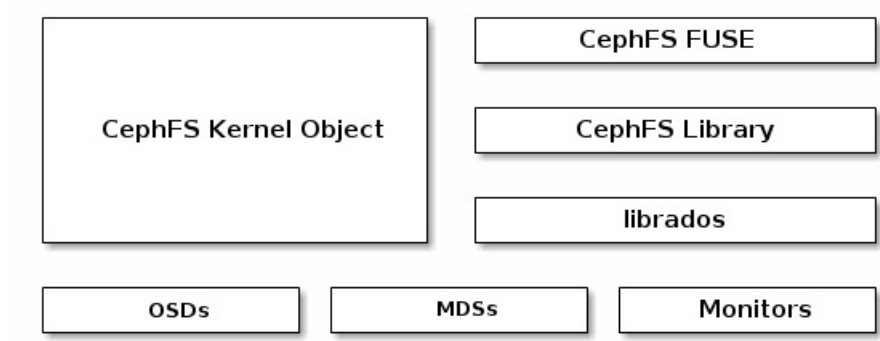 CephFS Kernel Object
CephFS FUSE
CephFS Library
librados
OSDs
MDSs
Monitors